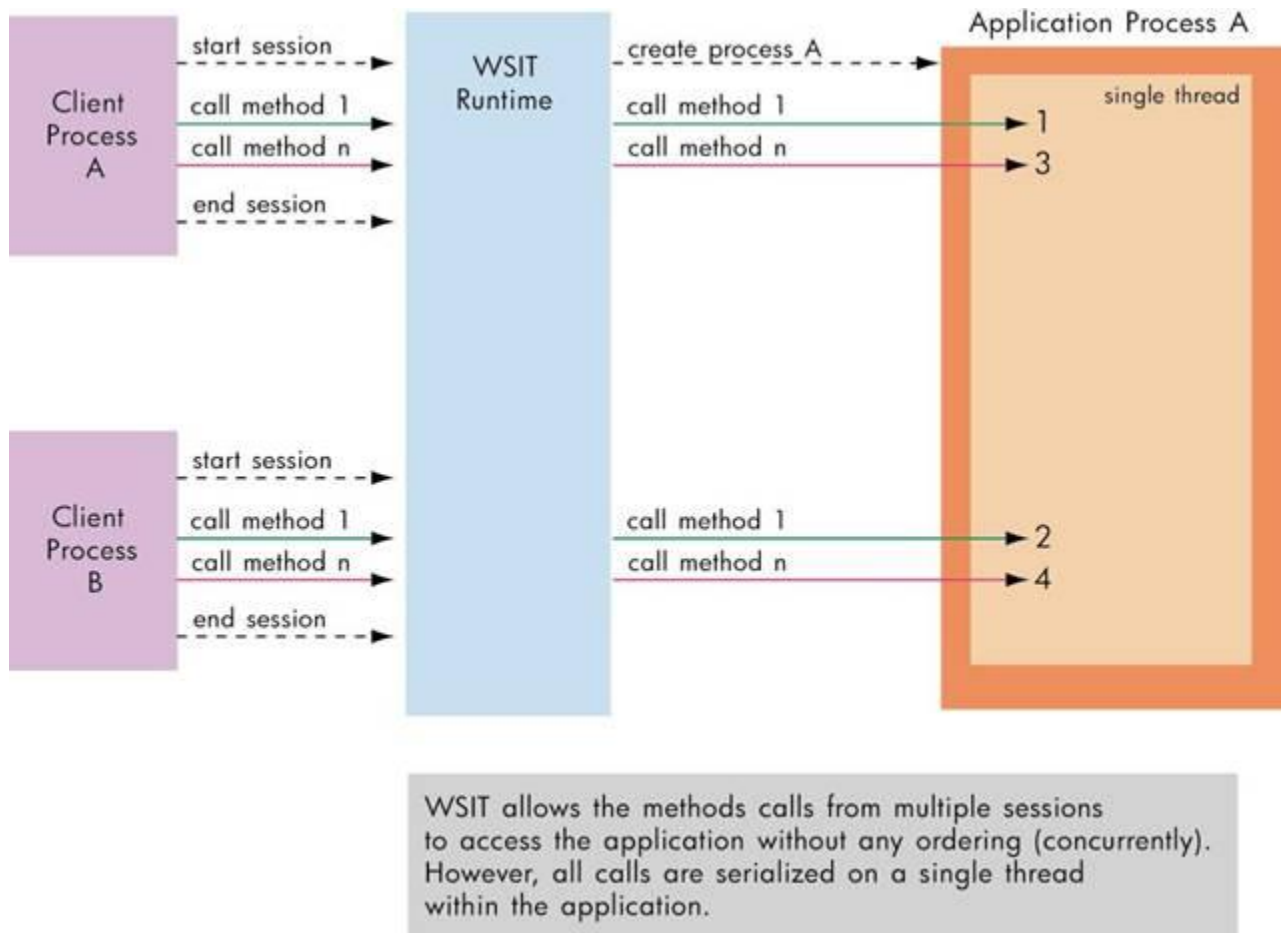 Application Process A
start session
create process A
WSIT
Runtime
single thread
Client
Process
A
call method 1
call method 1
1
call method n
call method n
3
end session
start session
Client
Process
B
call method 1
call method 1
2
call method n
call method n
4
end session
WSIT allows the methods calls from multiple sessions
to access the application without any ordering (concurrently).
However, all calls are serialized on a single thread
within the application.